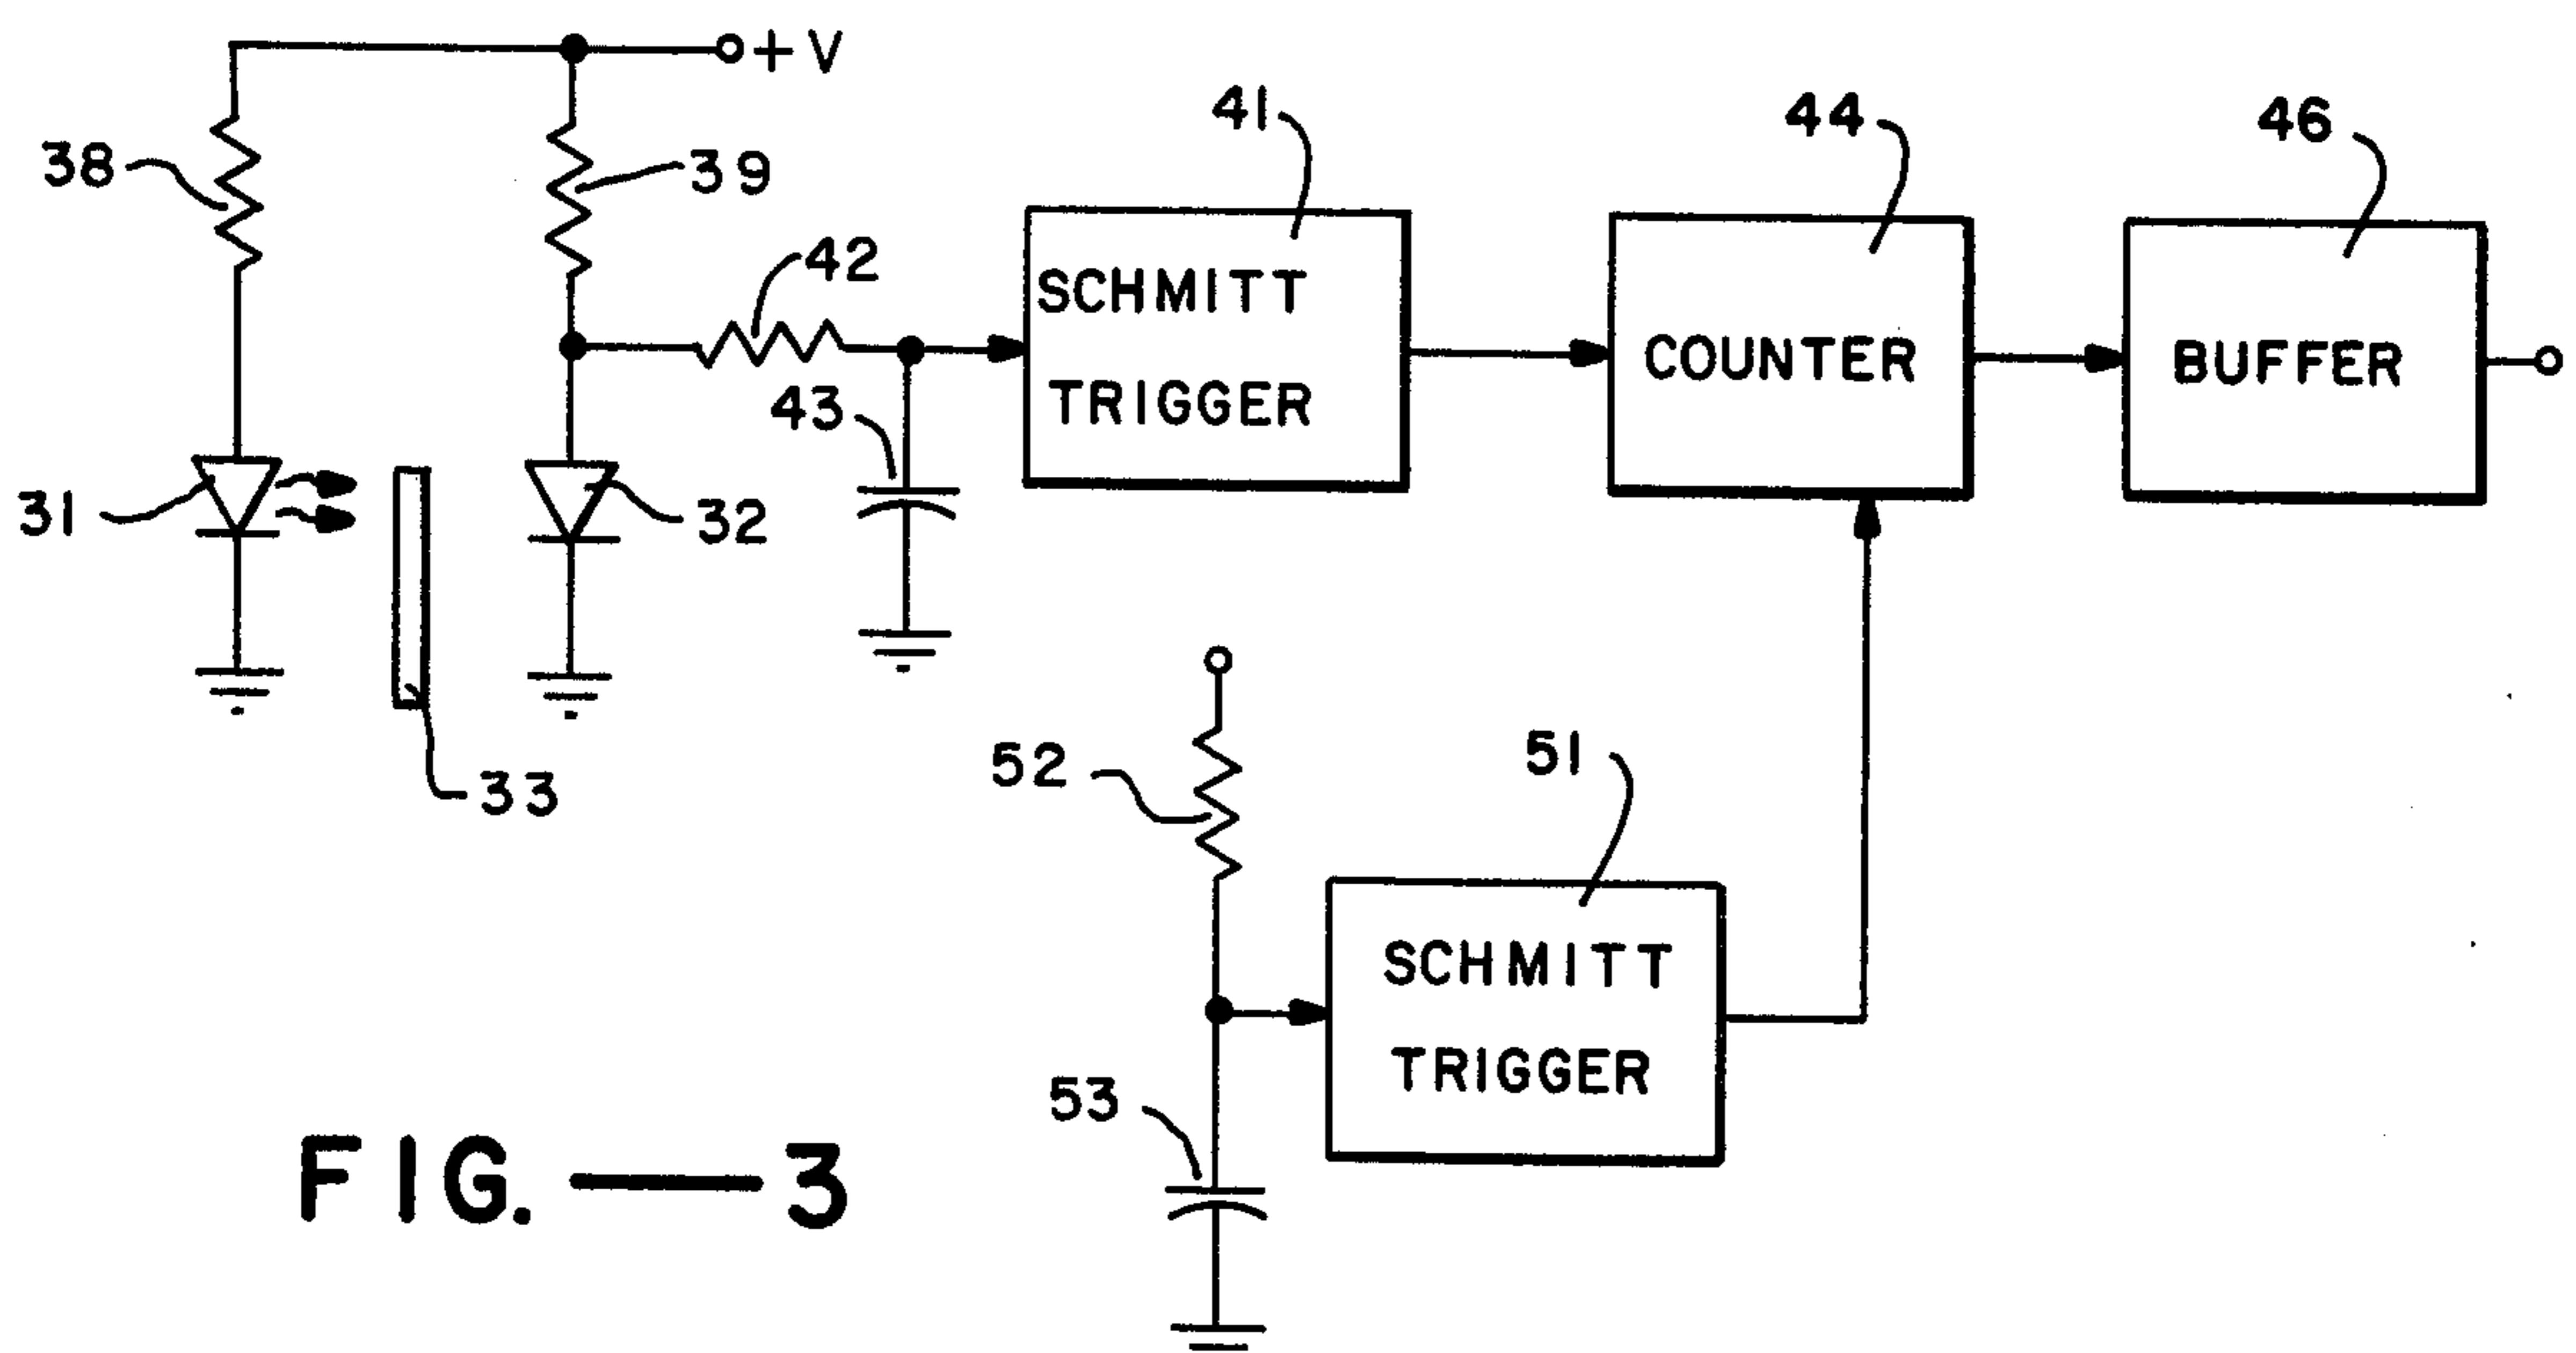 +V
38
39
41
44
46
42
SCHMITT
TRIGGER
COUNTER
BUFFER
43
31
32
33
52
51
SCHMITT
TRIGGER
53
FIG.—3